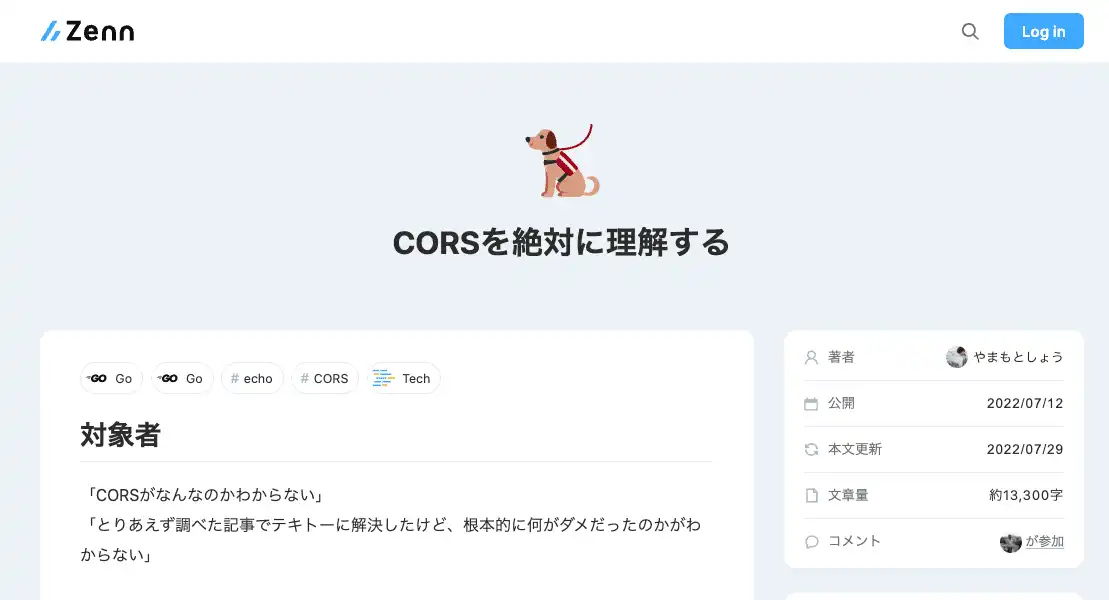 Zenn
Log in
CORSを絶対に理解する
GO Go
GO Go
# echo
# CORS
Tech
対象者
「CORSがなんなのかわからない」
「とりあえず調べた記事でテキトーに解決したけど、根本的に何がダメだったのかがわ
からない」
著者 やまもとしょう
公開 2022/07/12
本文更新 2022/07/29
文章量 約13,300字
コメント が参加